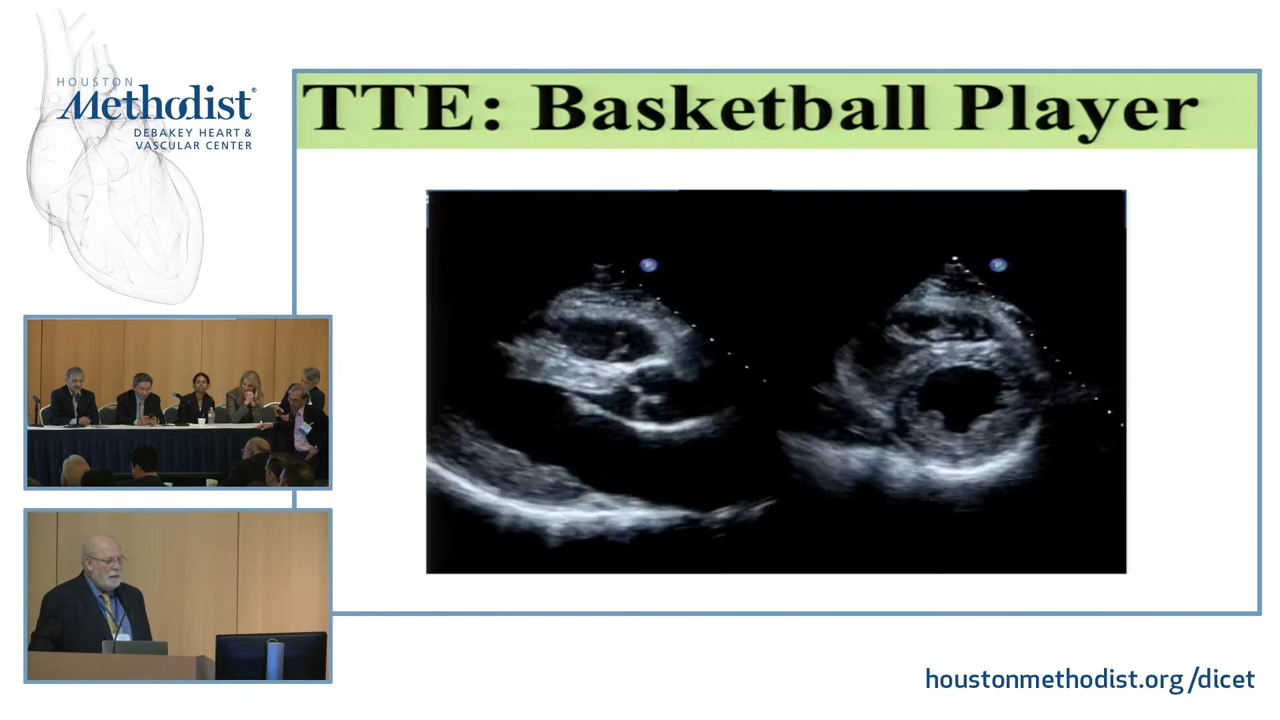 HOUSTON
Methodist®
DEBAKEY HEART &
VASCULAR CENTER
TTE: Basketball Player
houstonmethodist.org/dicet